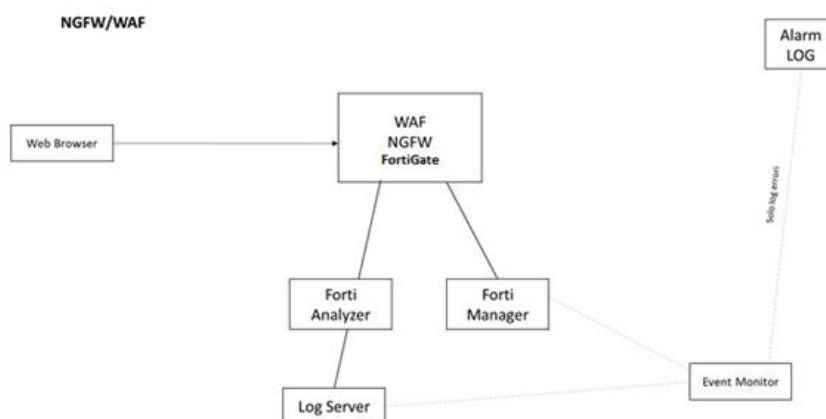 NGFW/WAF
Alarm
LOG
WAF
NGFW
FortiGate
Web Browser
Solo log errori
Forti
Analyzer
Forti
Manager
Event Monitor
Log Server